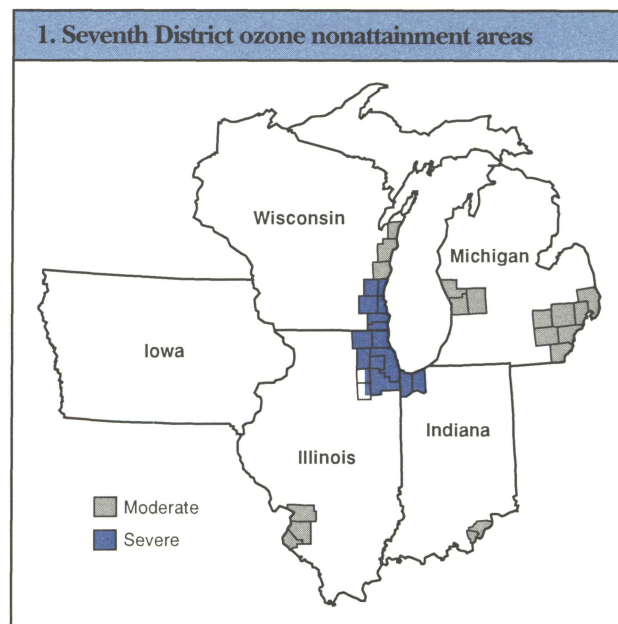 1. Seventh District ozone nonattainment areas
Wisconsin
Michigan
Iowa
Illinois
Indiana
Moderate
Severe